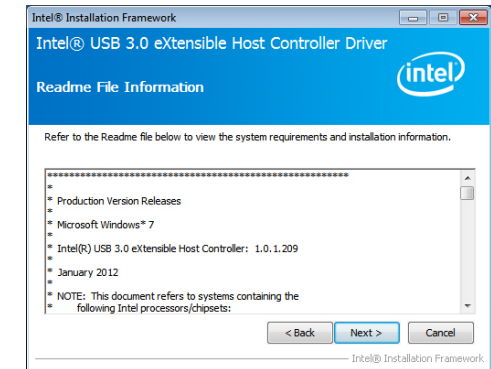 Intel® Installation Framework
Intel® USB 3.0 eXtensible Host Controller Driver
Readme File Information
intel®
Refer to the Readme file below to view the system requirements and installation information.
*******************************************************
*
* Production Version Releases
*
* Microsoft Windows* 7
*
* Intel(R) USB 3.0 eXtensible Host Controller: 1.0.1.209
*
* January 2012
*
* NOTE: This document refers to systems containing the
* following Intel processors/chipsets:
< Back Next > Cancel
Intel® Installation Framework